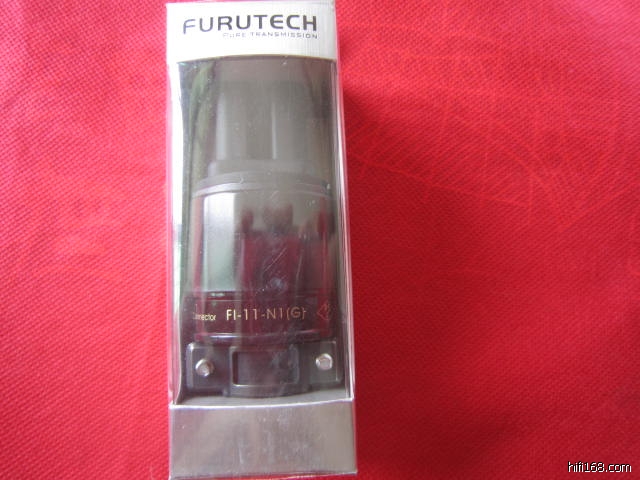 FURUTECH
PURE TRANSMISSION
Connector FI-11-N1(G)
hifi168.com